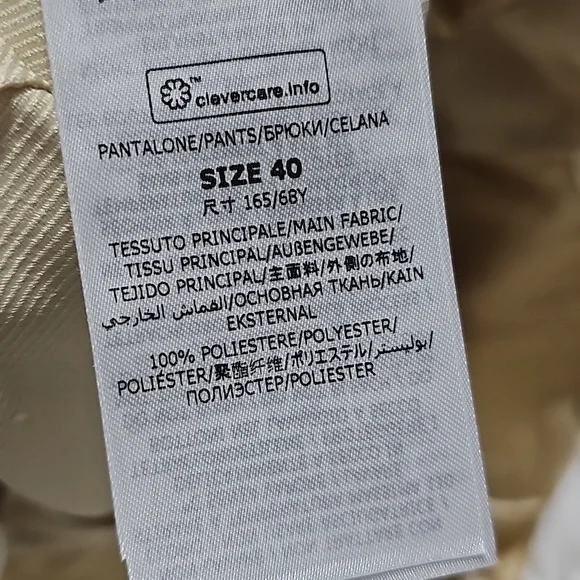 clevercare.info
PANTALONE/PANTS/БРЮКИ/CELANA
SIZE 40
尺寸 165/68Y
TESSUTO PRINCIPALE/MAIN FABRIC/
TISSU PRINCIPAL/AUßENGEWEBE/
TEJIDO PRINCIPAL/主面料/外側の布地/
القماش الخارجي/ОСНОВНАЯ ТКАНЬ/KAIN
EKSTERNAL
100% POLIESTERE/POLYESTER/
POLIÉSTER/聚酯纤维/ポリエステル/بوليستر/
ПОЛИЭСТЕР/POLIESTER